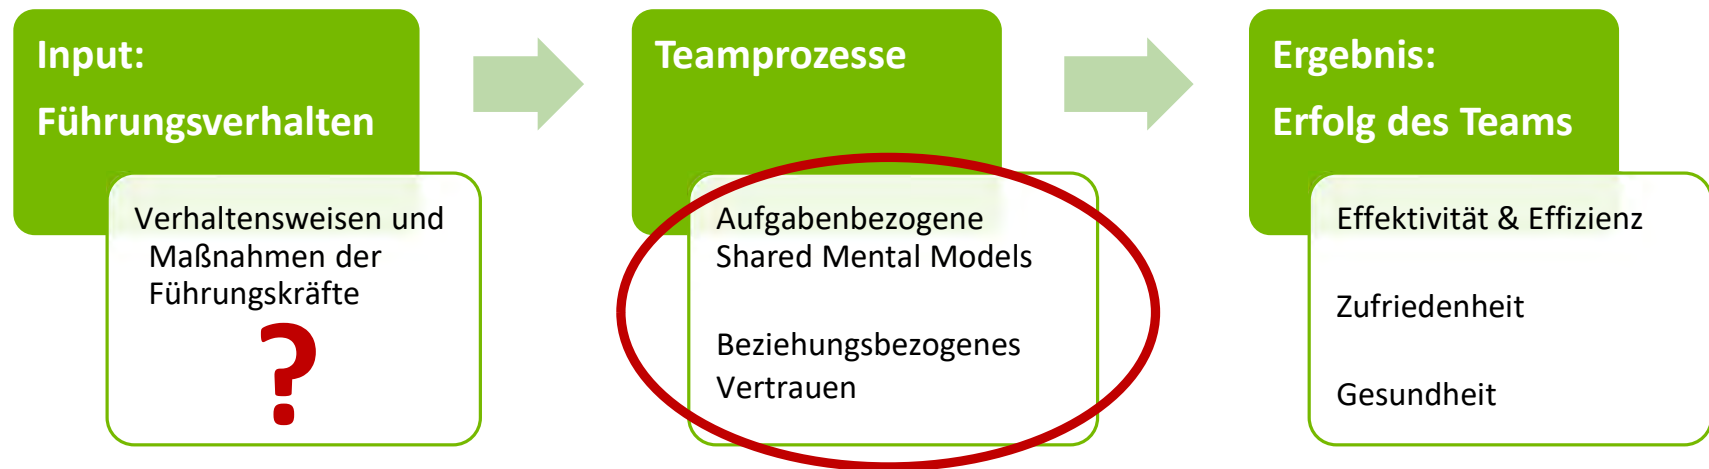 Input:
Führungsverhalten
Verhaltensweisen und
Maßnahmen der
Führungskräfte
?
Teamprozesse
Aufgabenbezogene
Shared Mental Models
Beziehungsbezogenes
Vertrauen
Ergebnis:
Erfolg des Teams
Effektivität & Effizienz
Zufriedenheit
Gesundheit